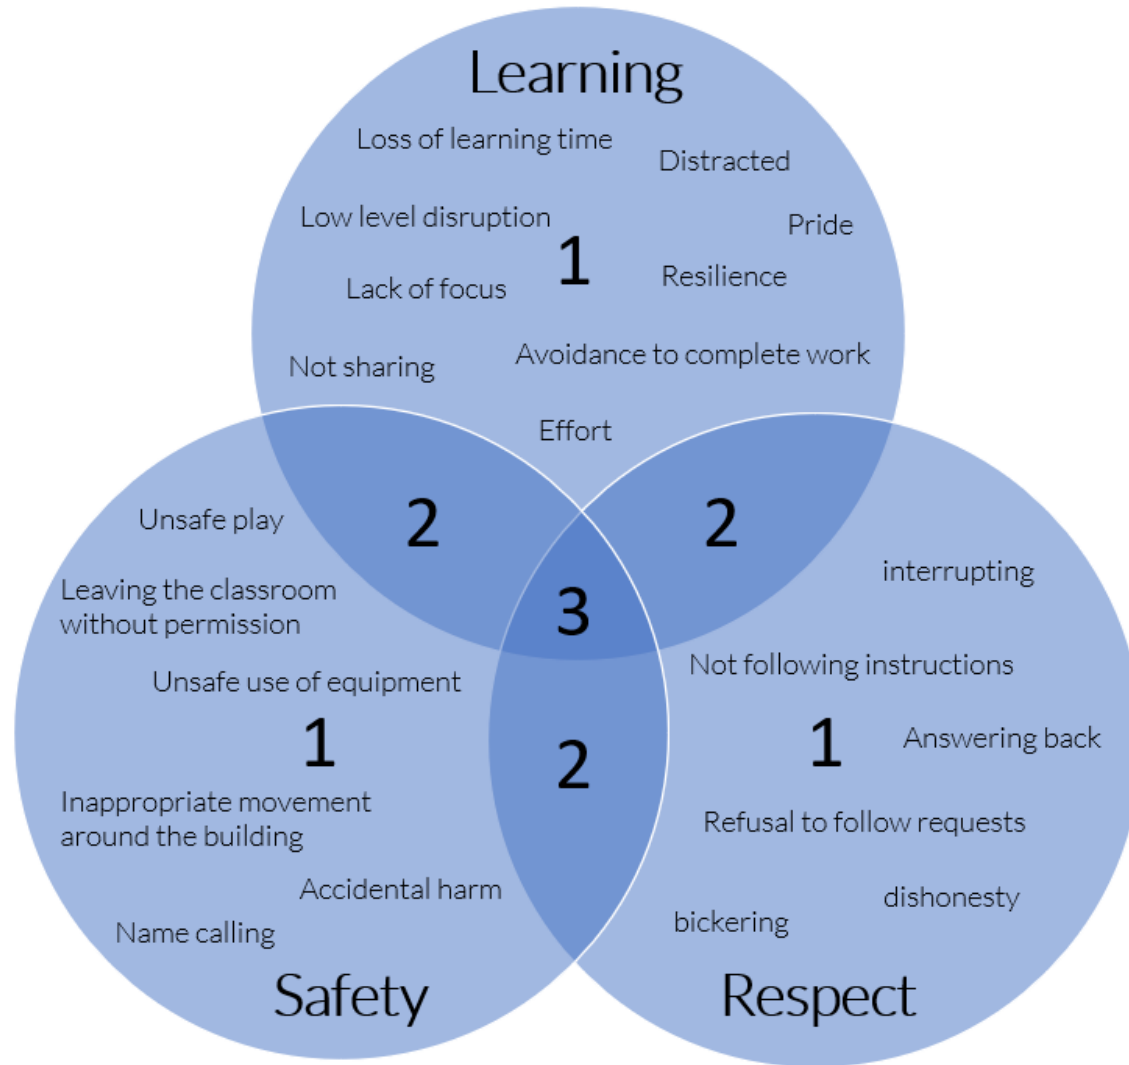 Learning
Loss of learning time
Distracted
Low level disruption
Pride
1
Resilience
Lack of focus
Avoidance to complete work
Not sharing
Effort
2
2
Unsafe play
interrupting
Leaving the classroom
without permission
3
Not following instructions
Unsafe use of equipment
1
2
1
Answering back
Inappropriate movement
around the building
Refusal to follow requests
Accidental harm
dishonesty
bickering
Name calling
Safety
Respect